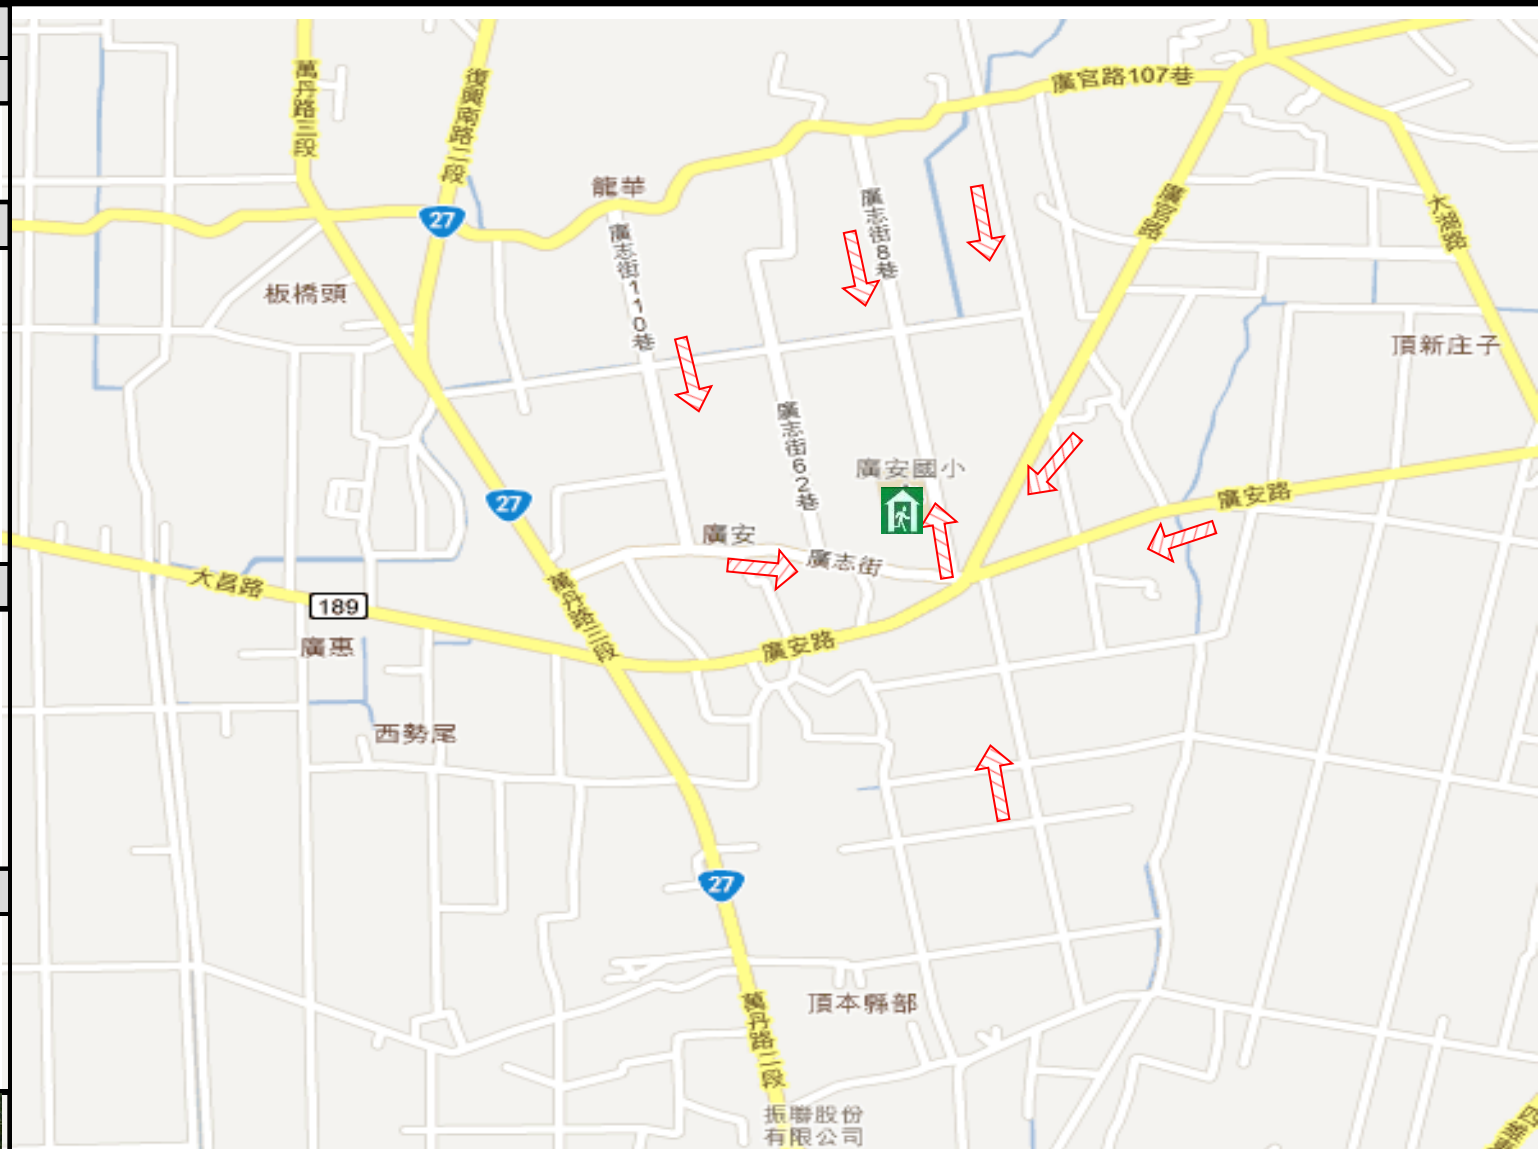 萬丹路三段
復興南路二段
廣官路107巷
龍華
廣志街8巷
廣官路
大湖路
27
廣志街110巷
板橋頭
頂新庄子
廣志街62巷
廣安國小
27
廣安路
廣安
廣志街
大昌路
189
萬丹路三段
廣惠
廣安路
西勢尾
27
頂本縣部
萬丹路二段
振聯股份
有限公司